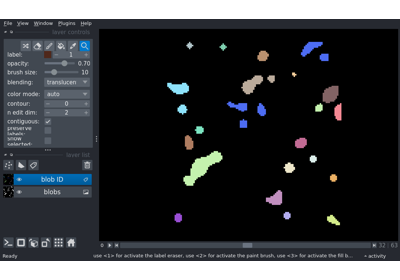 File View Window Plugins Help
layer controls
label: 1
opacity: 0.70
brush size: 10
blending: translucen
color mode: auto
contour: 0
n edit dim: 2
contiguous:
preserve labels:
show selected:
layer list
blob ID
blobs
32 63
Ready
use <1> for activate the label eraser, use <2> for activate the paint brush, use <3> for activate the fill b...
activity